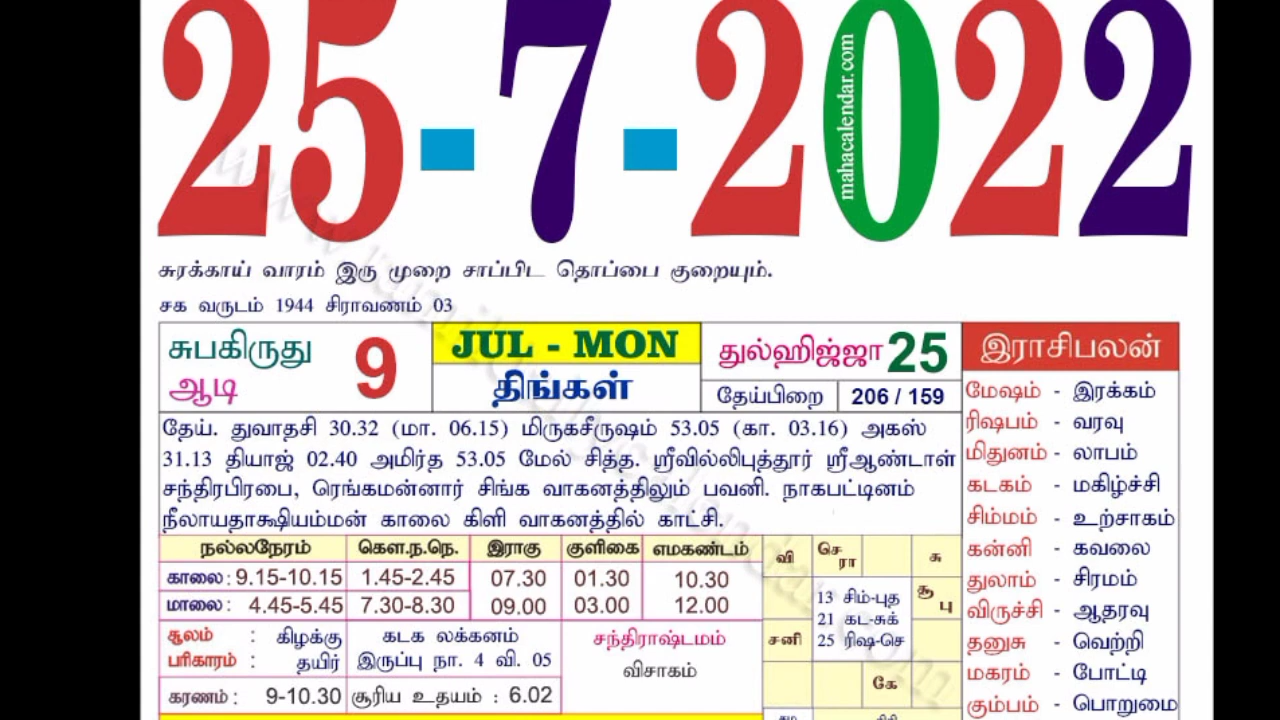 25-7-2022
mahacalendar.com
சுரக்காய் வாரம் இரு முறை சாப்பிட தொப்பை குறையும்.
சக வருடம் 1944 சிராவணம் 03
சுபகிருது
ஆடி
9
JUL - MON
திங்கள்
துல்ஹிஜ்ஜா 25
தேய்பிறை 206 / 159
தேய். துவாதசி 30.32 (மா. 06.15) மிருகசீருஷம் 53.05 (கா. 03.16) அகஸ்
31.13 தியாஜ் 02.40 அமிர்த 53.05 மேல் சித்த. ஸ்ரீவில்லிபுத்தூர் ஸ்ரீஆண்டாள்
சந்திரபிரபை, ரெங்கமன்னார் சிங்க வாகனத்திலும் பவனி. நாகபட்டினம்
நீலாயதாக்ஷியம்மன் காலை கிளி வாகனத்தில் காட்சி.
நல்லநேரம் கௌ.ந.நெ. இராகு குளிகை எமகண்டம்
காலை : 9.15-10.15 1.45-2.45 07.30 01.30 10.30
மாலை : 4.45-5.45 7.30-8.30 09.00 03.00 12.00
சூலம் : கிழக்கு
பரிகாரம் : தயிர்
கடக லக்கனம்
இருப்பு நா. 4 வி. 05
சந்திராஷ்டமம்
விசாகம்
கரணம் : 9-10.30 சூரிய உதயம் : 6.02
வி
செ
ரா
சு
சூ
பு
13 சிம்-புத
21 கட-சுக்
25 ரிஷ-செ
சனி
கே
இராசிபலன்
மேஷம் - இரக்கம்
ரிஷபம் - வரவு
மிதுனம் - லாபம்
கடகம் - மகிழ்ச்சி
சிம்மம் - உற்சாகம்
கன்னி - கவலை
துலாம் - சிரமம்
விருச்சி - ஆதரவு
தனுசு - வெற்றி
மகரம் - போட்டி
கும்பம் - பொறுமை